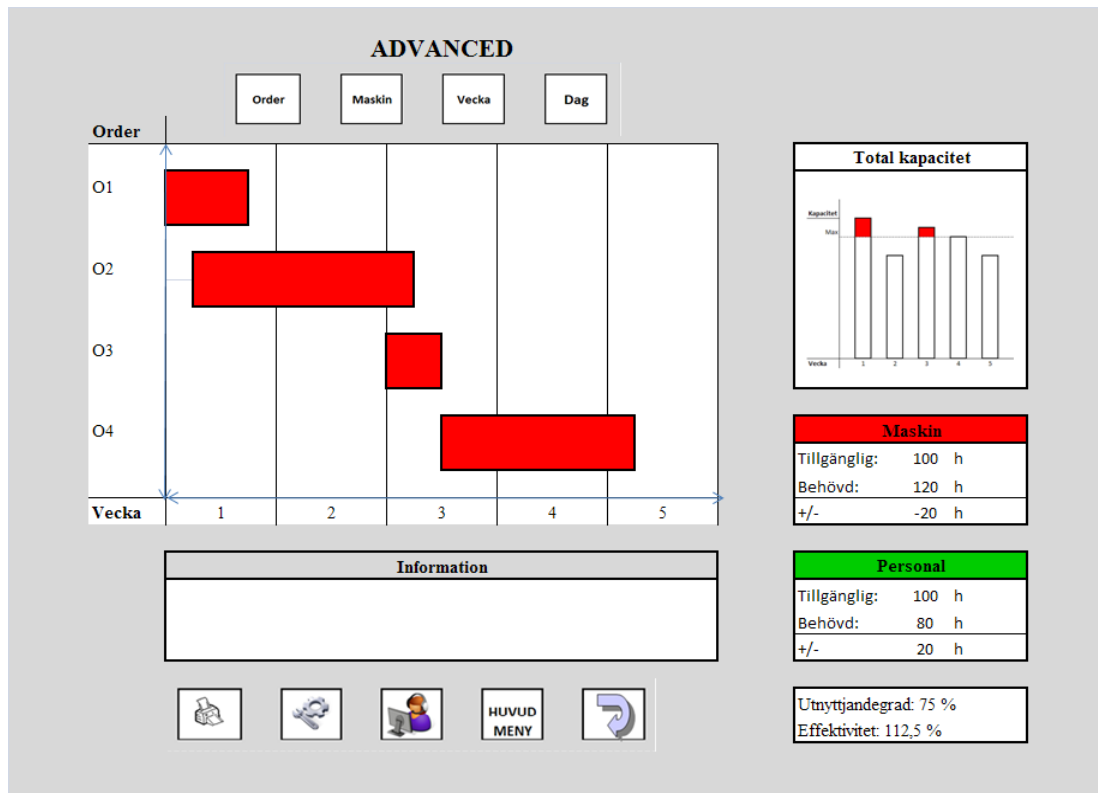 ADVANCED
Order Maskin Vecka Dag
Order
O1
O2
O3
O4
Vecka 1 2 3 4 5
Total kapacitet
Kapacitet
Max
Vecka 1 2 3 4 5
Maskin
Tillgänglig: 100 h
Behövd: 120 h
+/- -20 h
Information
Personal
Tillgänglig: 100 h
Behövd: 80 h
+/- 20 h
HUVUD
MENY
Utnyttjandegrad: 75 %
Effektivitet: 112,5 %